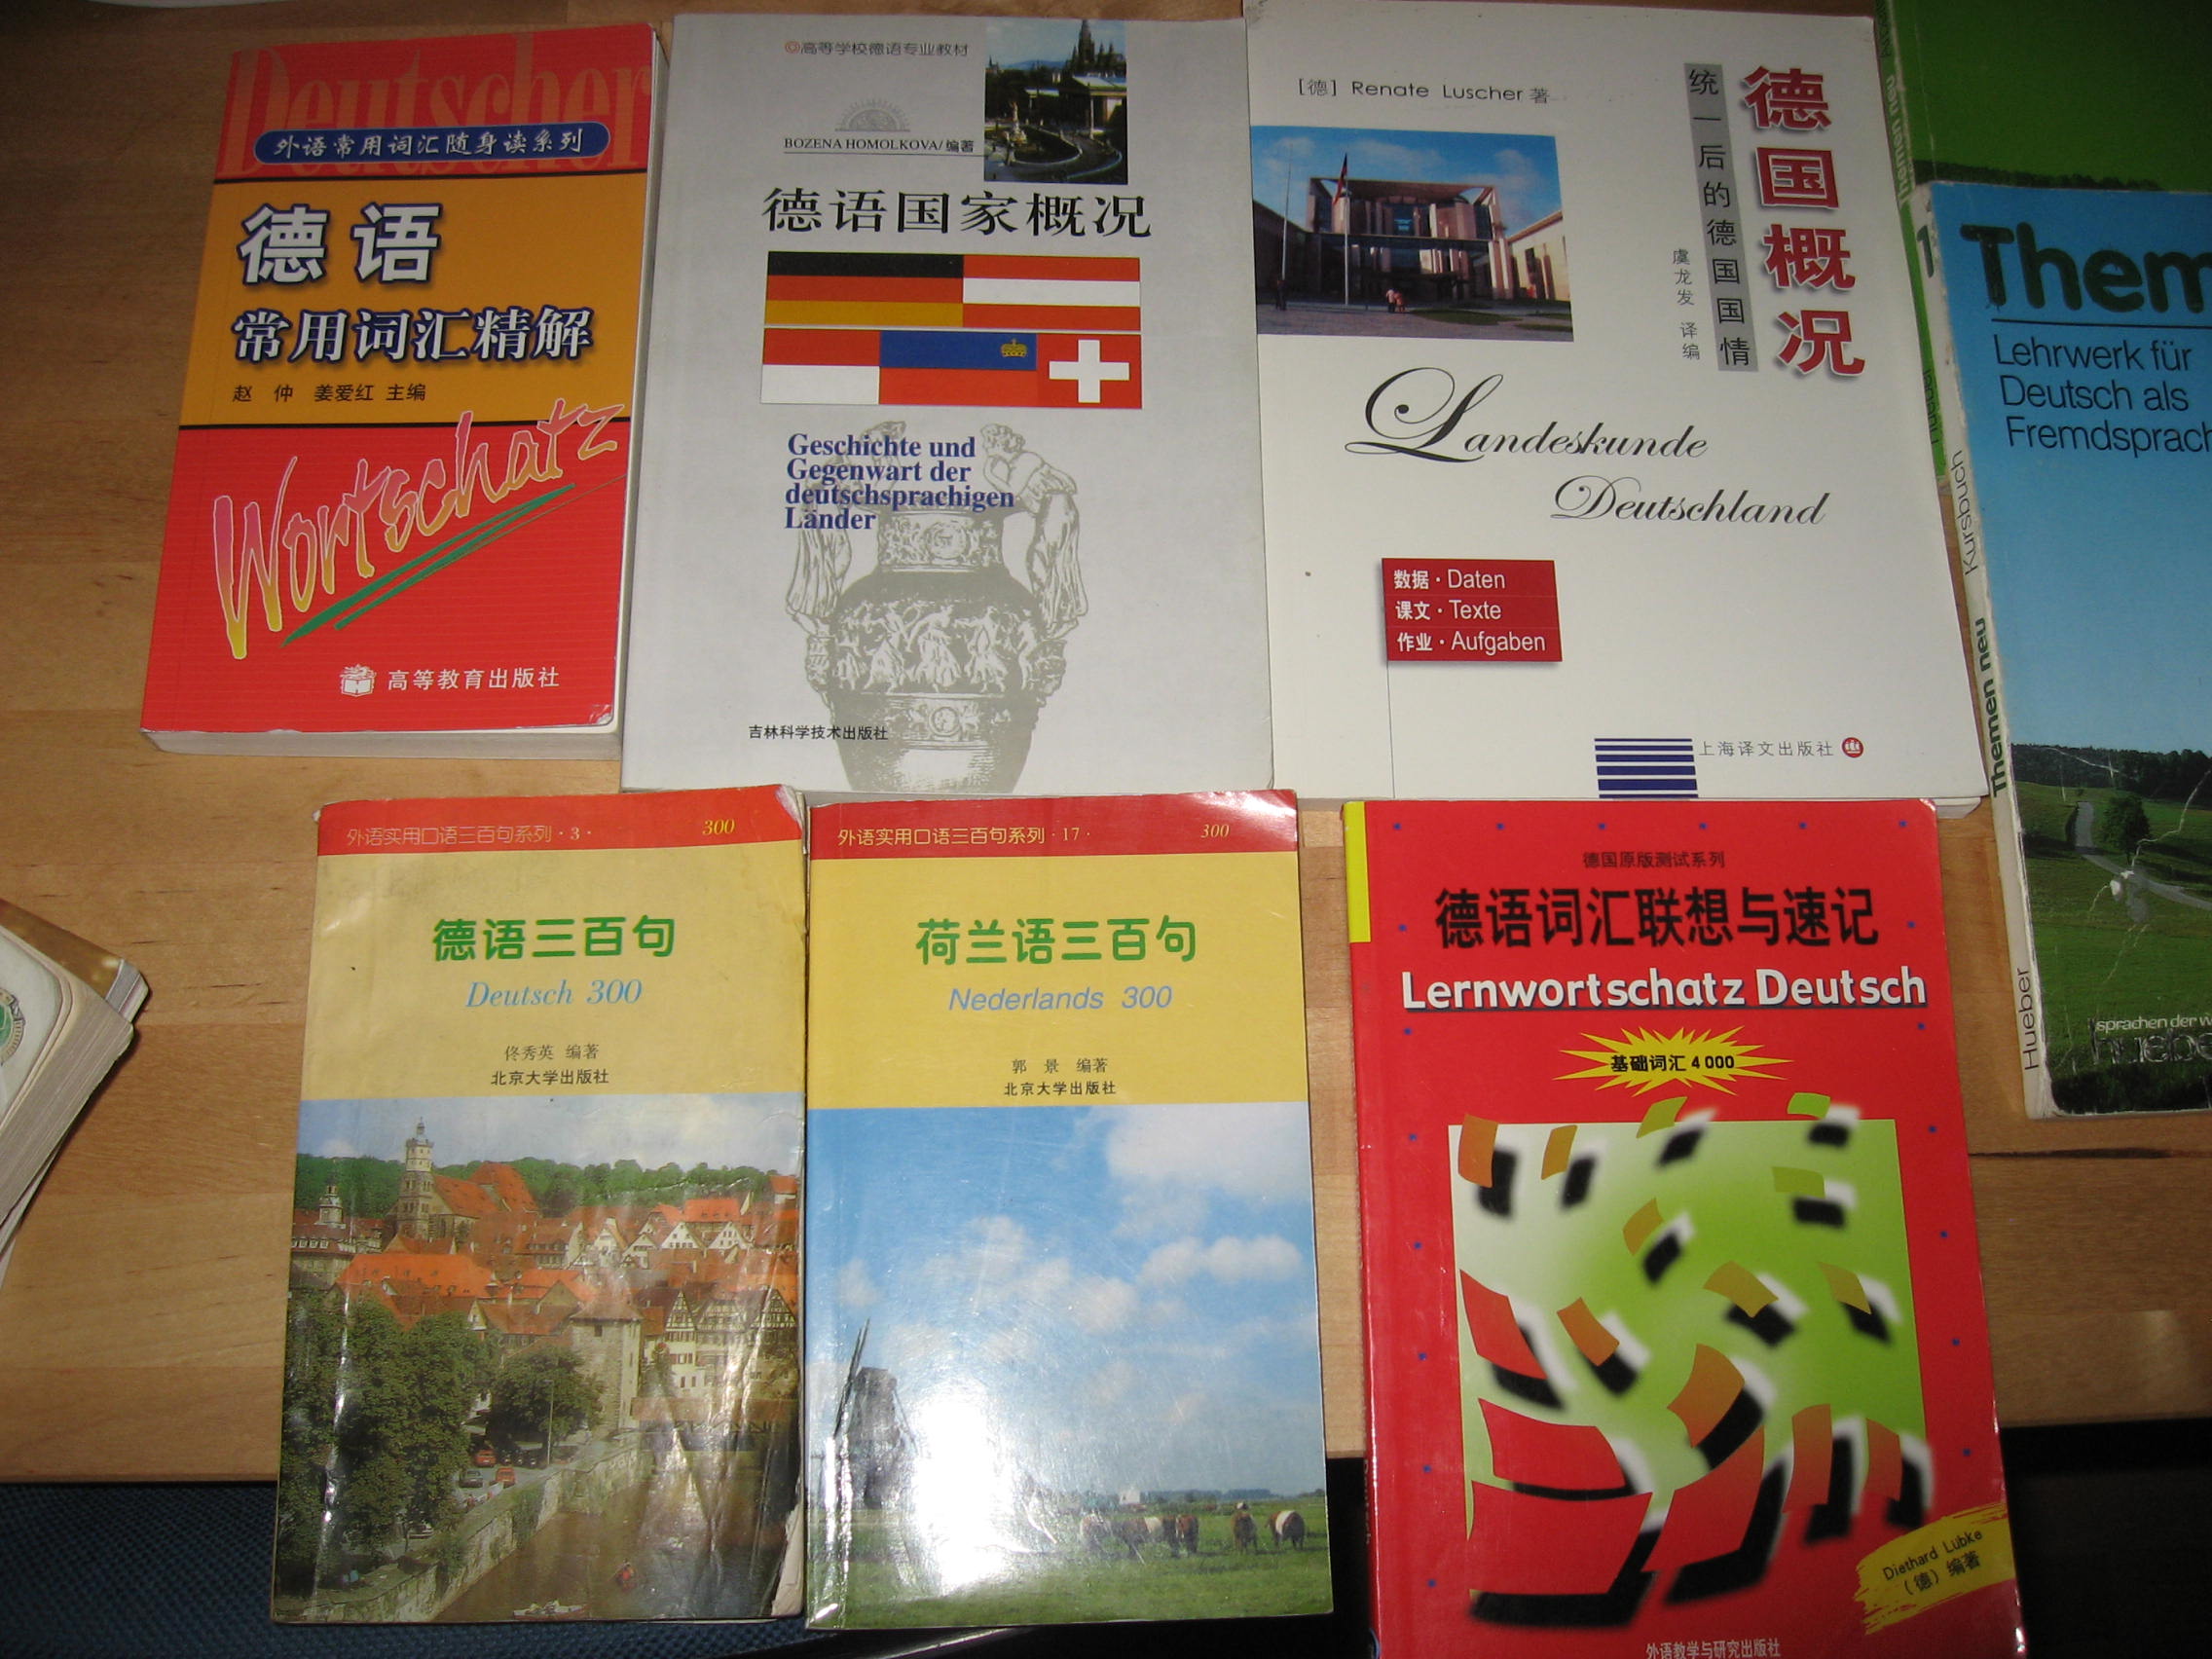 Deutscher
外语常用词汇随身读系列
德语
常用词汇精解
赵 仲 姜爱红 主编
Wortschatz
高等教育出版社
高等学校德语专业教材
BOZENA HOMOLKOVA/编著
德语国家概况
Geschichte und
Gegenwart der
deutschsprachigen
Länder
吉林科学技术出版社
[德] Renate Luscher 著
德国概况
统一后的德国国情
虞龙发 译编
Landeskunde
Deutschland
数据·Daten
课文·Texte
作业·Aufgaben
上海译文出版社
1
Them
Lehrwerk für
Deutsch als
Fremdsprach
Hueber Themen neu Kursbuch
sprachen der w
hueber
外语实用口语三百句系列·3·
300
德语三百句
Deutsch 300
佟秀英 编著
北京大学出版社
外语实用口语三百句系列·17·
300
荷兰语三百句
Nederlands 300
郭 景 编著
北京大学出版社
德国原版测试系列
德语词汇联想与速记
Lernwortschatz Deutsch
基础词汇4000
Diethard Lübke
(德) 编著
外语教学与研究出版社